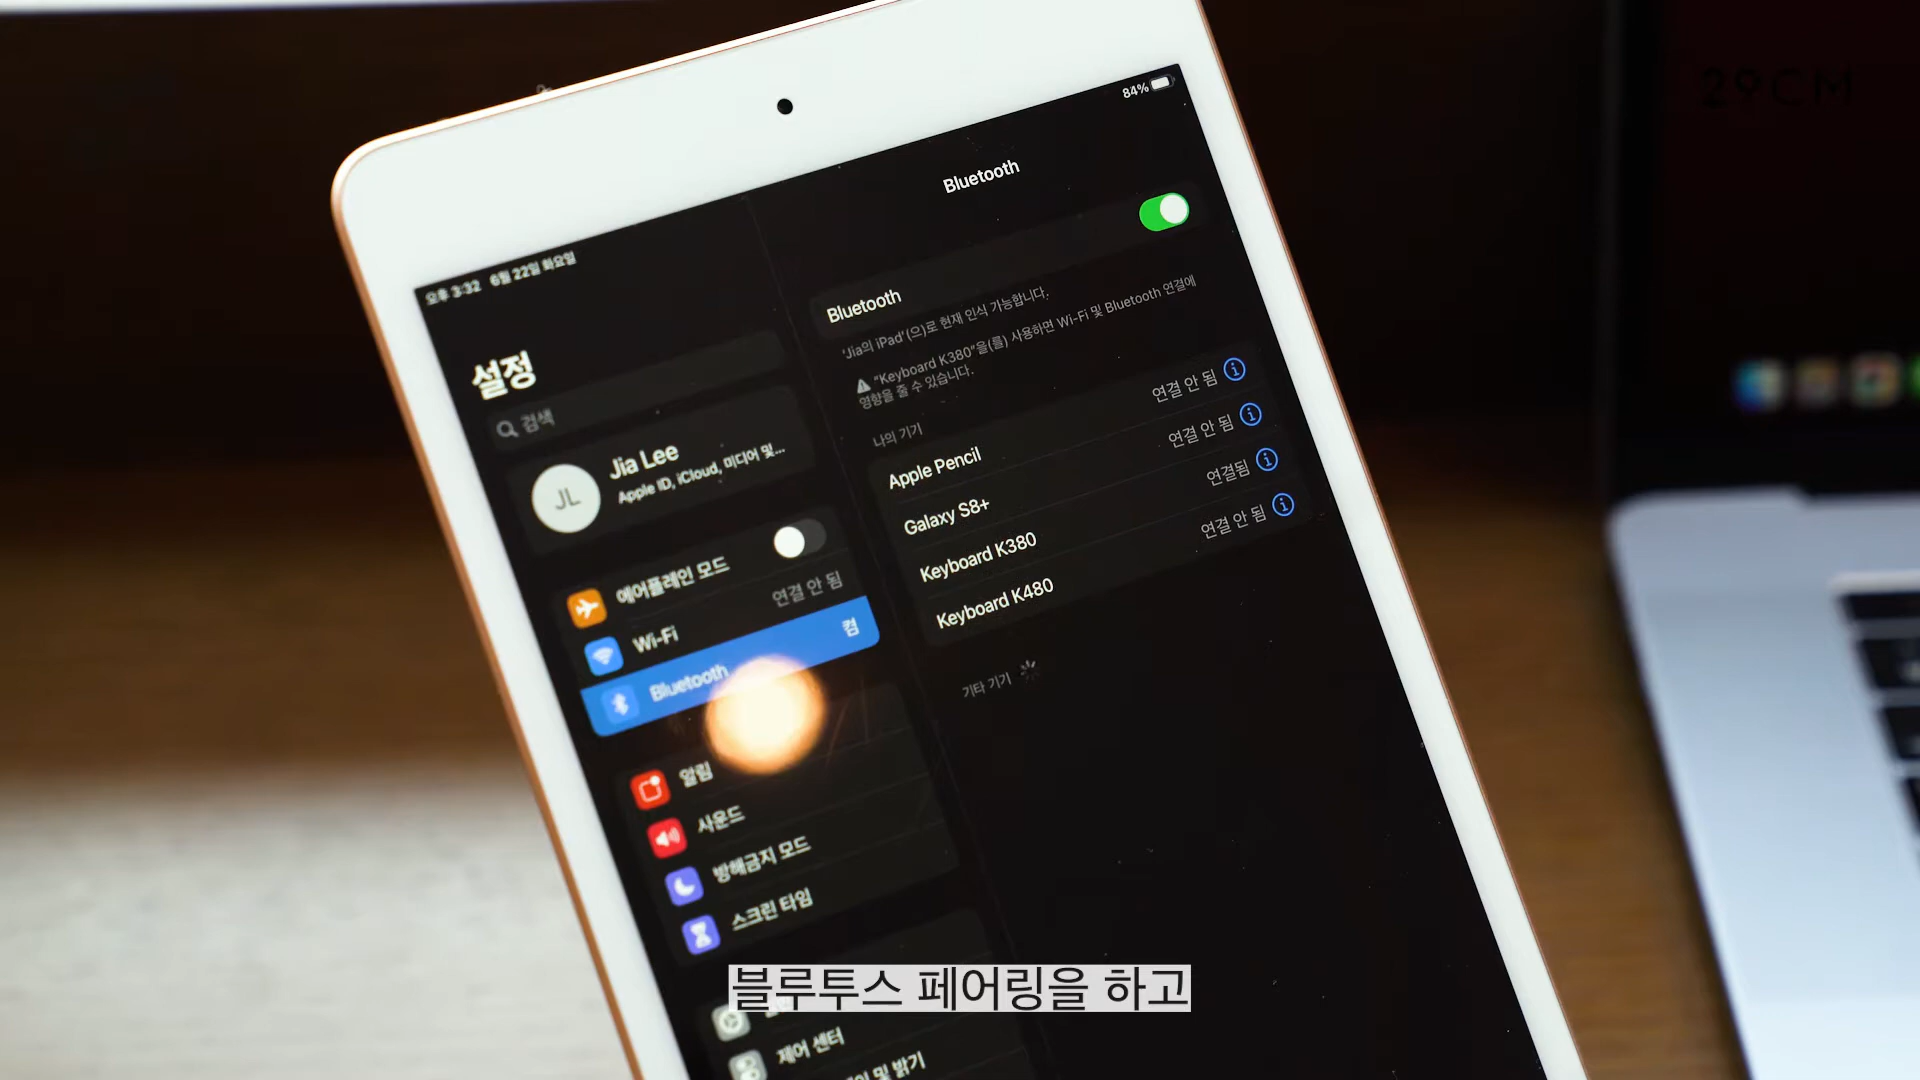 29CM
84%
오후 3:32 6월 22일 화요일
설정
검색
JL
Jia Lee
Apple ID, iCloud, 미디어 및...
에어플레인 모드
Wi-Fi 연결 안 됨
Bluetooth 켬
알림
사운드
방해금지 모드
스크린 타임
제어 센터
및 밝기
Bluetooth
Bluetooth
'Jia의 iPad'(으)로 현재 인식 가능합니다.
"Keyboard K380"을(를) 사용하면 Wi-Fi 및 Bluetooth 연결에
영향을 줄 수 있습니다.
나의 기기
Apple Pencil 연결 안 됨
Galaxy S8+ 연결 안 됨
Keyboard K380 연결됨
Keyboard K480 연결 안 됨
기타 기기
블루투스 페어링을 하고